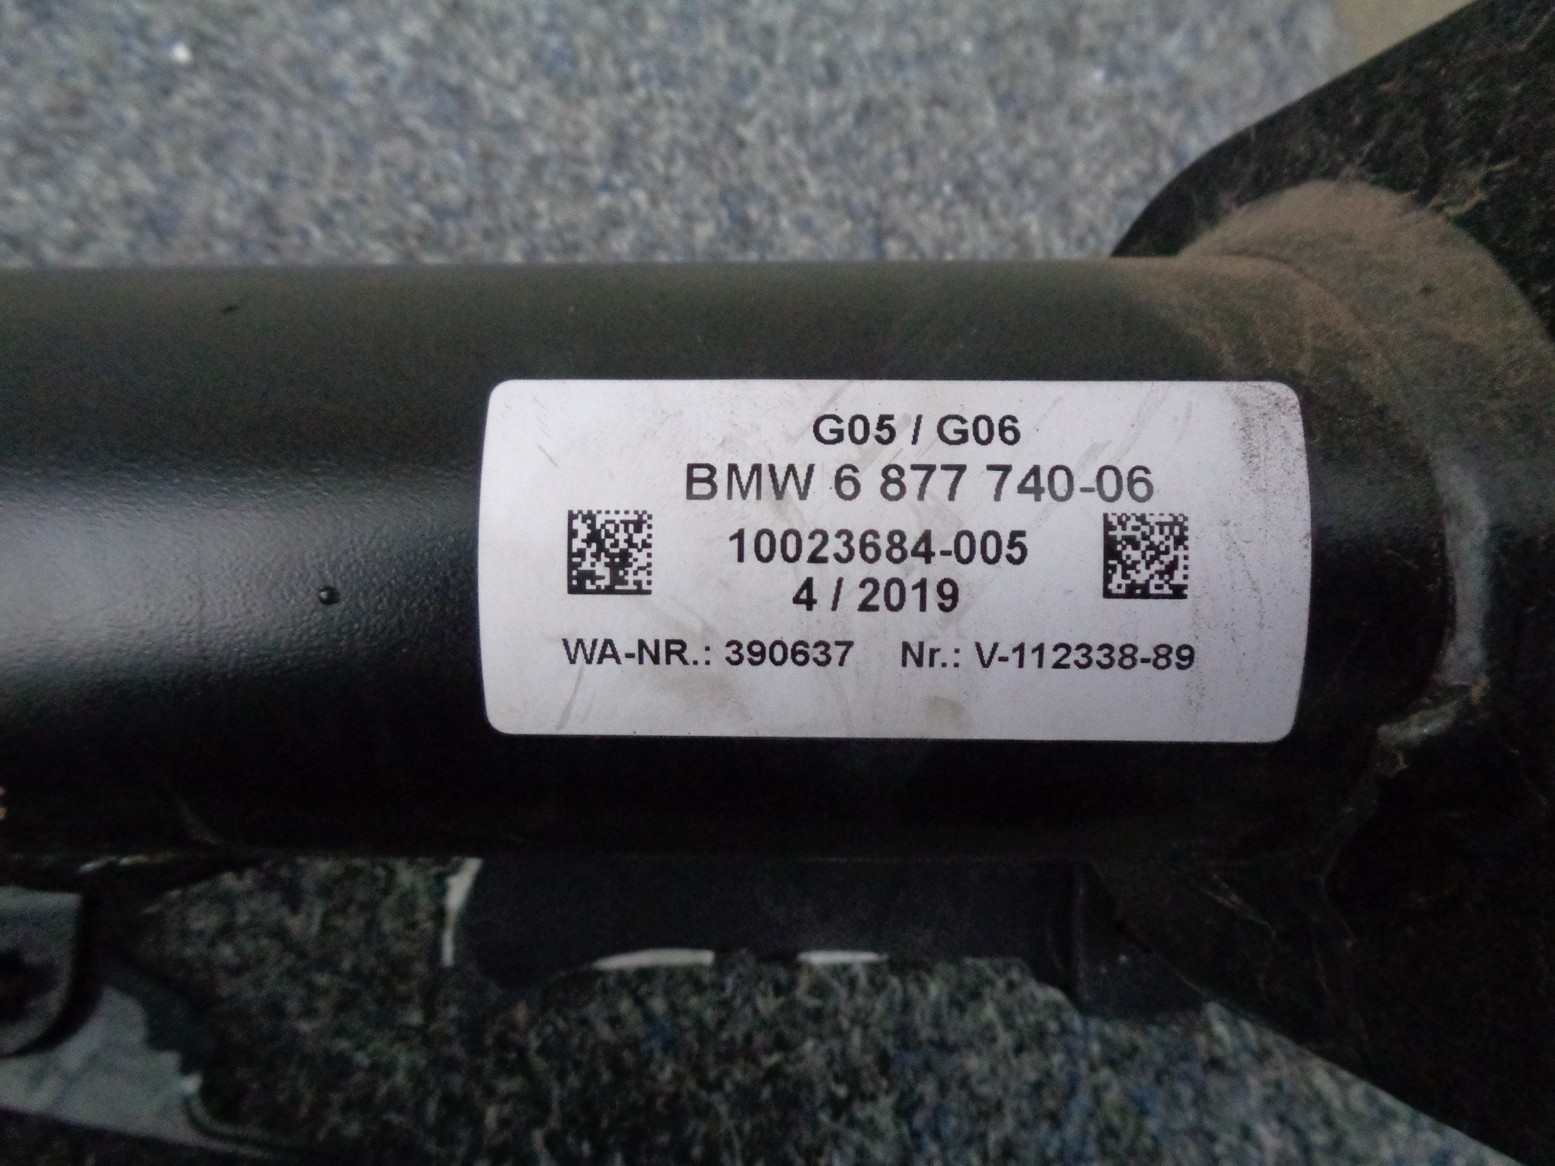 G05 / G06
BMW 6 877 740-06
10023684-005
4 / 2019
WA-NR.: 390637 Nr.: V-112338-89